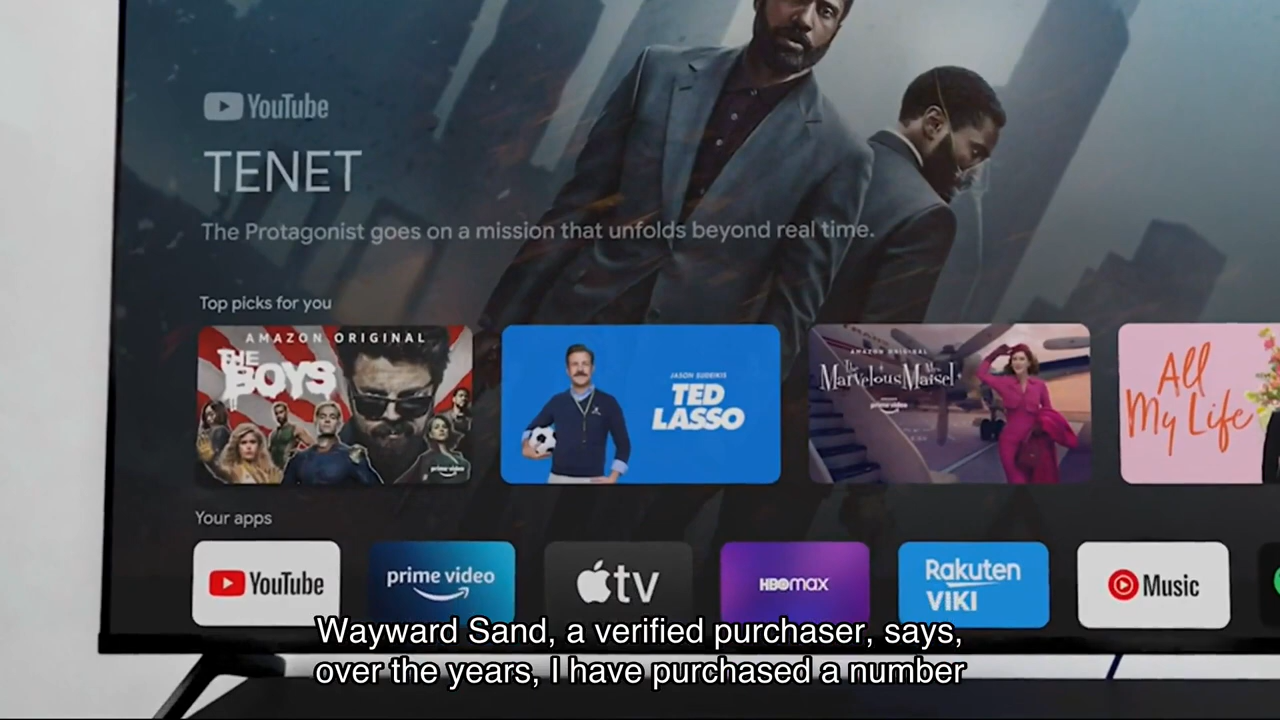 YouTube
TENET
The Protagonist goes on a mission that unfolds beyond real time.
Top picks for you
AMAZON ORIGINAL
THE BOYS
prime video
JASON SUDEIKIS
TED LASSO
AMAZON ORIGINAL
The Marvelous Mrs. Maisel
prime video
All My Life
Your apps
YouTube
prime video
tv
HBOmax
Rakuten VIKI
Music
Wayward Sand, a verified purchaser, says,
over the years, I have purchased a number